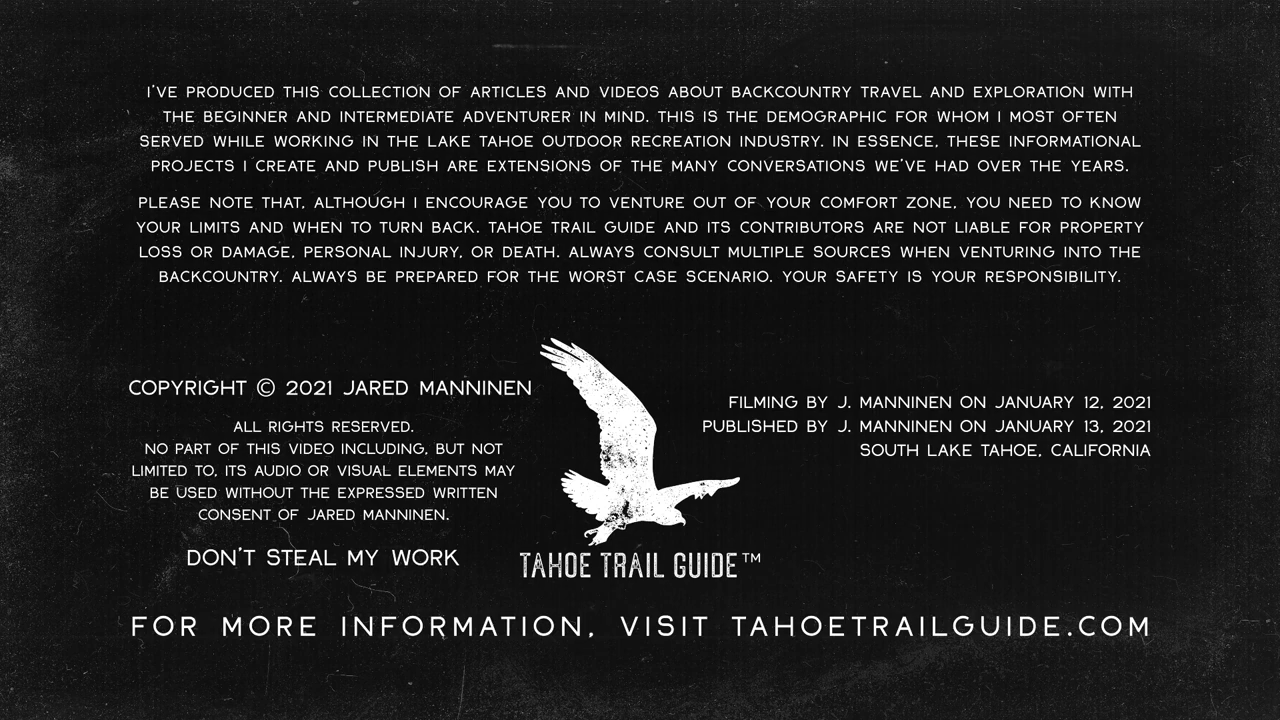 I'VE PRODUCED THIS COLLECTION OF ARTICLES AND VIDEOS ABOUT BACKCOUNTRY TRAVEL AND EXPLORATION WITH
THE BEGINNER AND INTERMEDIATE ADVENTURER IN MIND. THIS IS THE DEMOGRAPHIC FOR WHOM I MOST OFTEN
SERVED WHILE WORKING IN THE LAKE TAHOE OUTDOOR RECREATION INDUSTRY. IN ESSENCE, THESE INFORMATIONAL
PROJECTS I CREATE AND PUBLISH ARE EXTENSIONS OF THE MANY CONVERSATIONS WE'VE HAD OVER THE YEARS.
PLEASE NOTE THAT, ALTHOUGH I ENCOURAGE YOU TO VENTURE OUT OF YOUR COMFORT ZONE, YOU NEED TO KNOW
YOUR LIMITS AND WHEN TO TURN BACK. TAHOE TRAIL GUIDE AND ITS CONTRIBUTORS ARE NOT LIABLE FOR PROPERTY
LOSS OR DAMAGE, PERSONAL INJURY, OR DEATH. ALWAYS CONSULT MULTIPLE SOURCES WHEN VENTURING INTO THE
BACKCOUNTRY. ALWAYS BE PREPARED FOR THE WORST CASE SCENARIO. YOUR SAFETY IS YOUR RESPONSIBILITY.
COPYRIGHT © 2021 JARED MANNINEN
ALL RIGHTS RESERVED.
NO PART OF THIS VIDEO INCLUDING, BUT NOT
LIMITED TO, ITS AUDIO OR VISUAL ELEMENTS MAY
BE USED WITHOUT THE EXPRESSED WRITTEN
CONSENT OF JARED MANNINEN.
DON'T STEAL MY WORK
TAHOE TRAIL GUIDE™
FILMING BY J. MANNINEN ON JANUARY 12, 2021
PUBLISHED BY J. MANNINEN ON JANUARY 13, 2021
SOUTH LAKE TAHOE, CALIFORNIA
FOR MORE INFORMATION, VISIT TAHOETRAILGUIDE.COM